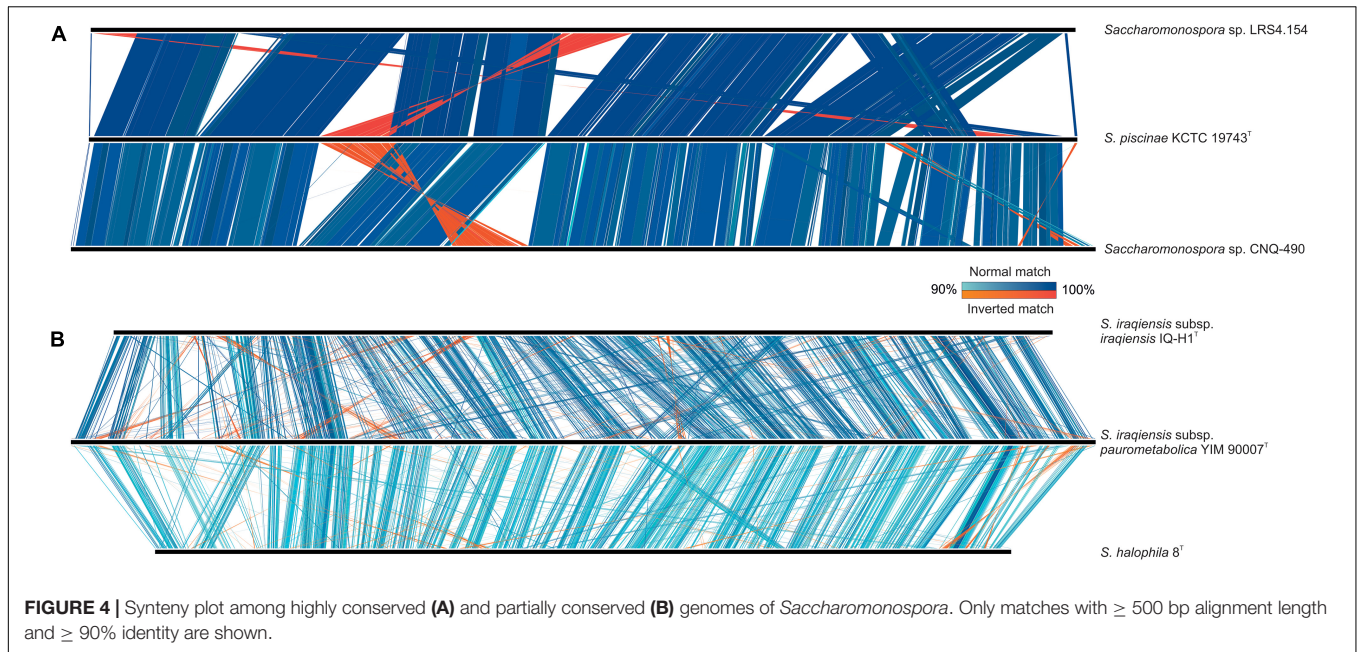 A
Saccharomonospora sp. LRS4.154
S. piscinae KCTC 19743ᵀ
Saccharomonospora sp. CNQ-490
Normal match
90% 100%
Inverted match
B
S. iraqiensis subsp.
iraqiensis IQ-H1ᵀ
S. iraqiensis subsp.
paurometabolica YIM 90007ᵀ
S. halophila 8ᵀ
FIGURE 4 | Synteny plot among highly conserved (A) and partially conserved (B) genomes of Saccharomonospora. Only matches with ≥ 500 bp alignment length
and ≥ 90% identity are shown.